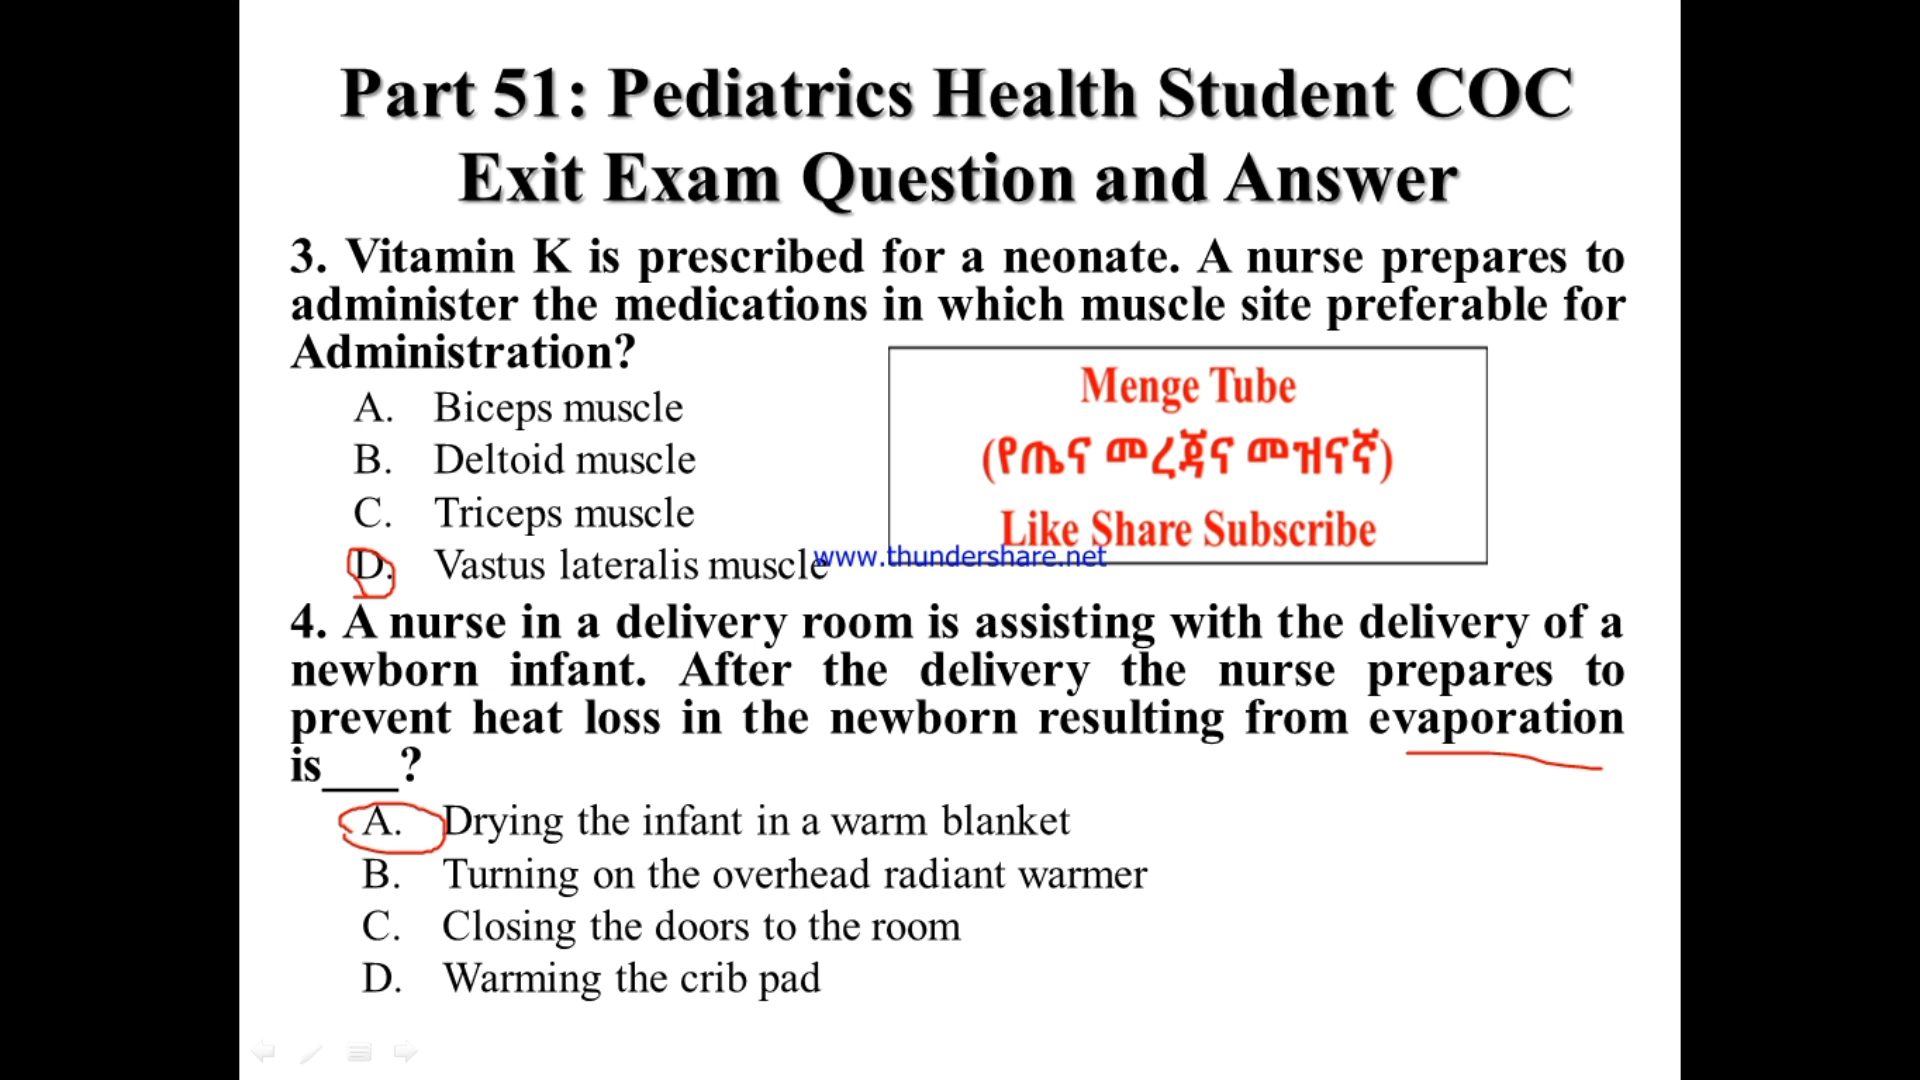 Part 51: Pediatrics Health Student COC
Exit Exam Question and Answer
3. Vitamin K is prescribed for a neonate. A nurse prepares to
administer the medications in which muscle site preferable for
Administration?
A. Biceps muscle
B. Deltoid muscle
C. Triceps muscle
D. Vastus lateralis muscle
Menge Tube
(የጤና መረጃና መዝናኛ)
Like Share Subscribe
www.thundershare.net
4. A nurse in a delivery room is assisting with the delivery of a
newborn infant. After the delivery the nurse prepares to
prevent heat loss in the newborn resulting from evaporation
is___?
A. Drying the infant in a warm blanket
B. Turning on the overhead radiant warmer
C. Closing the doors to the room
D. Warming the crib pad